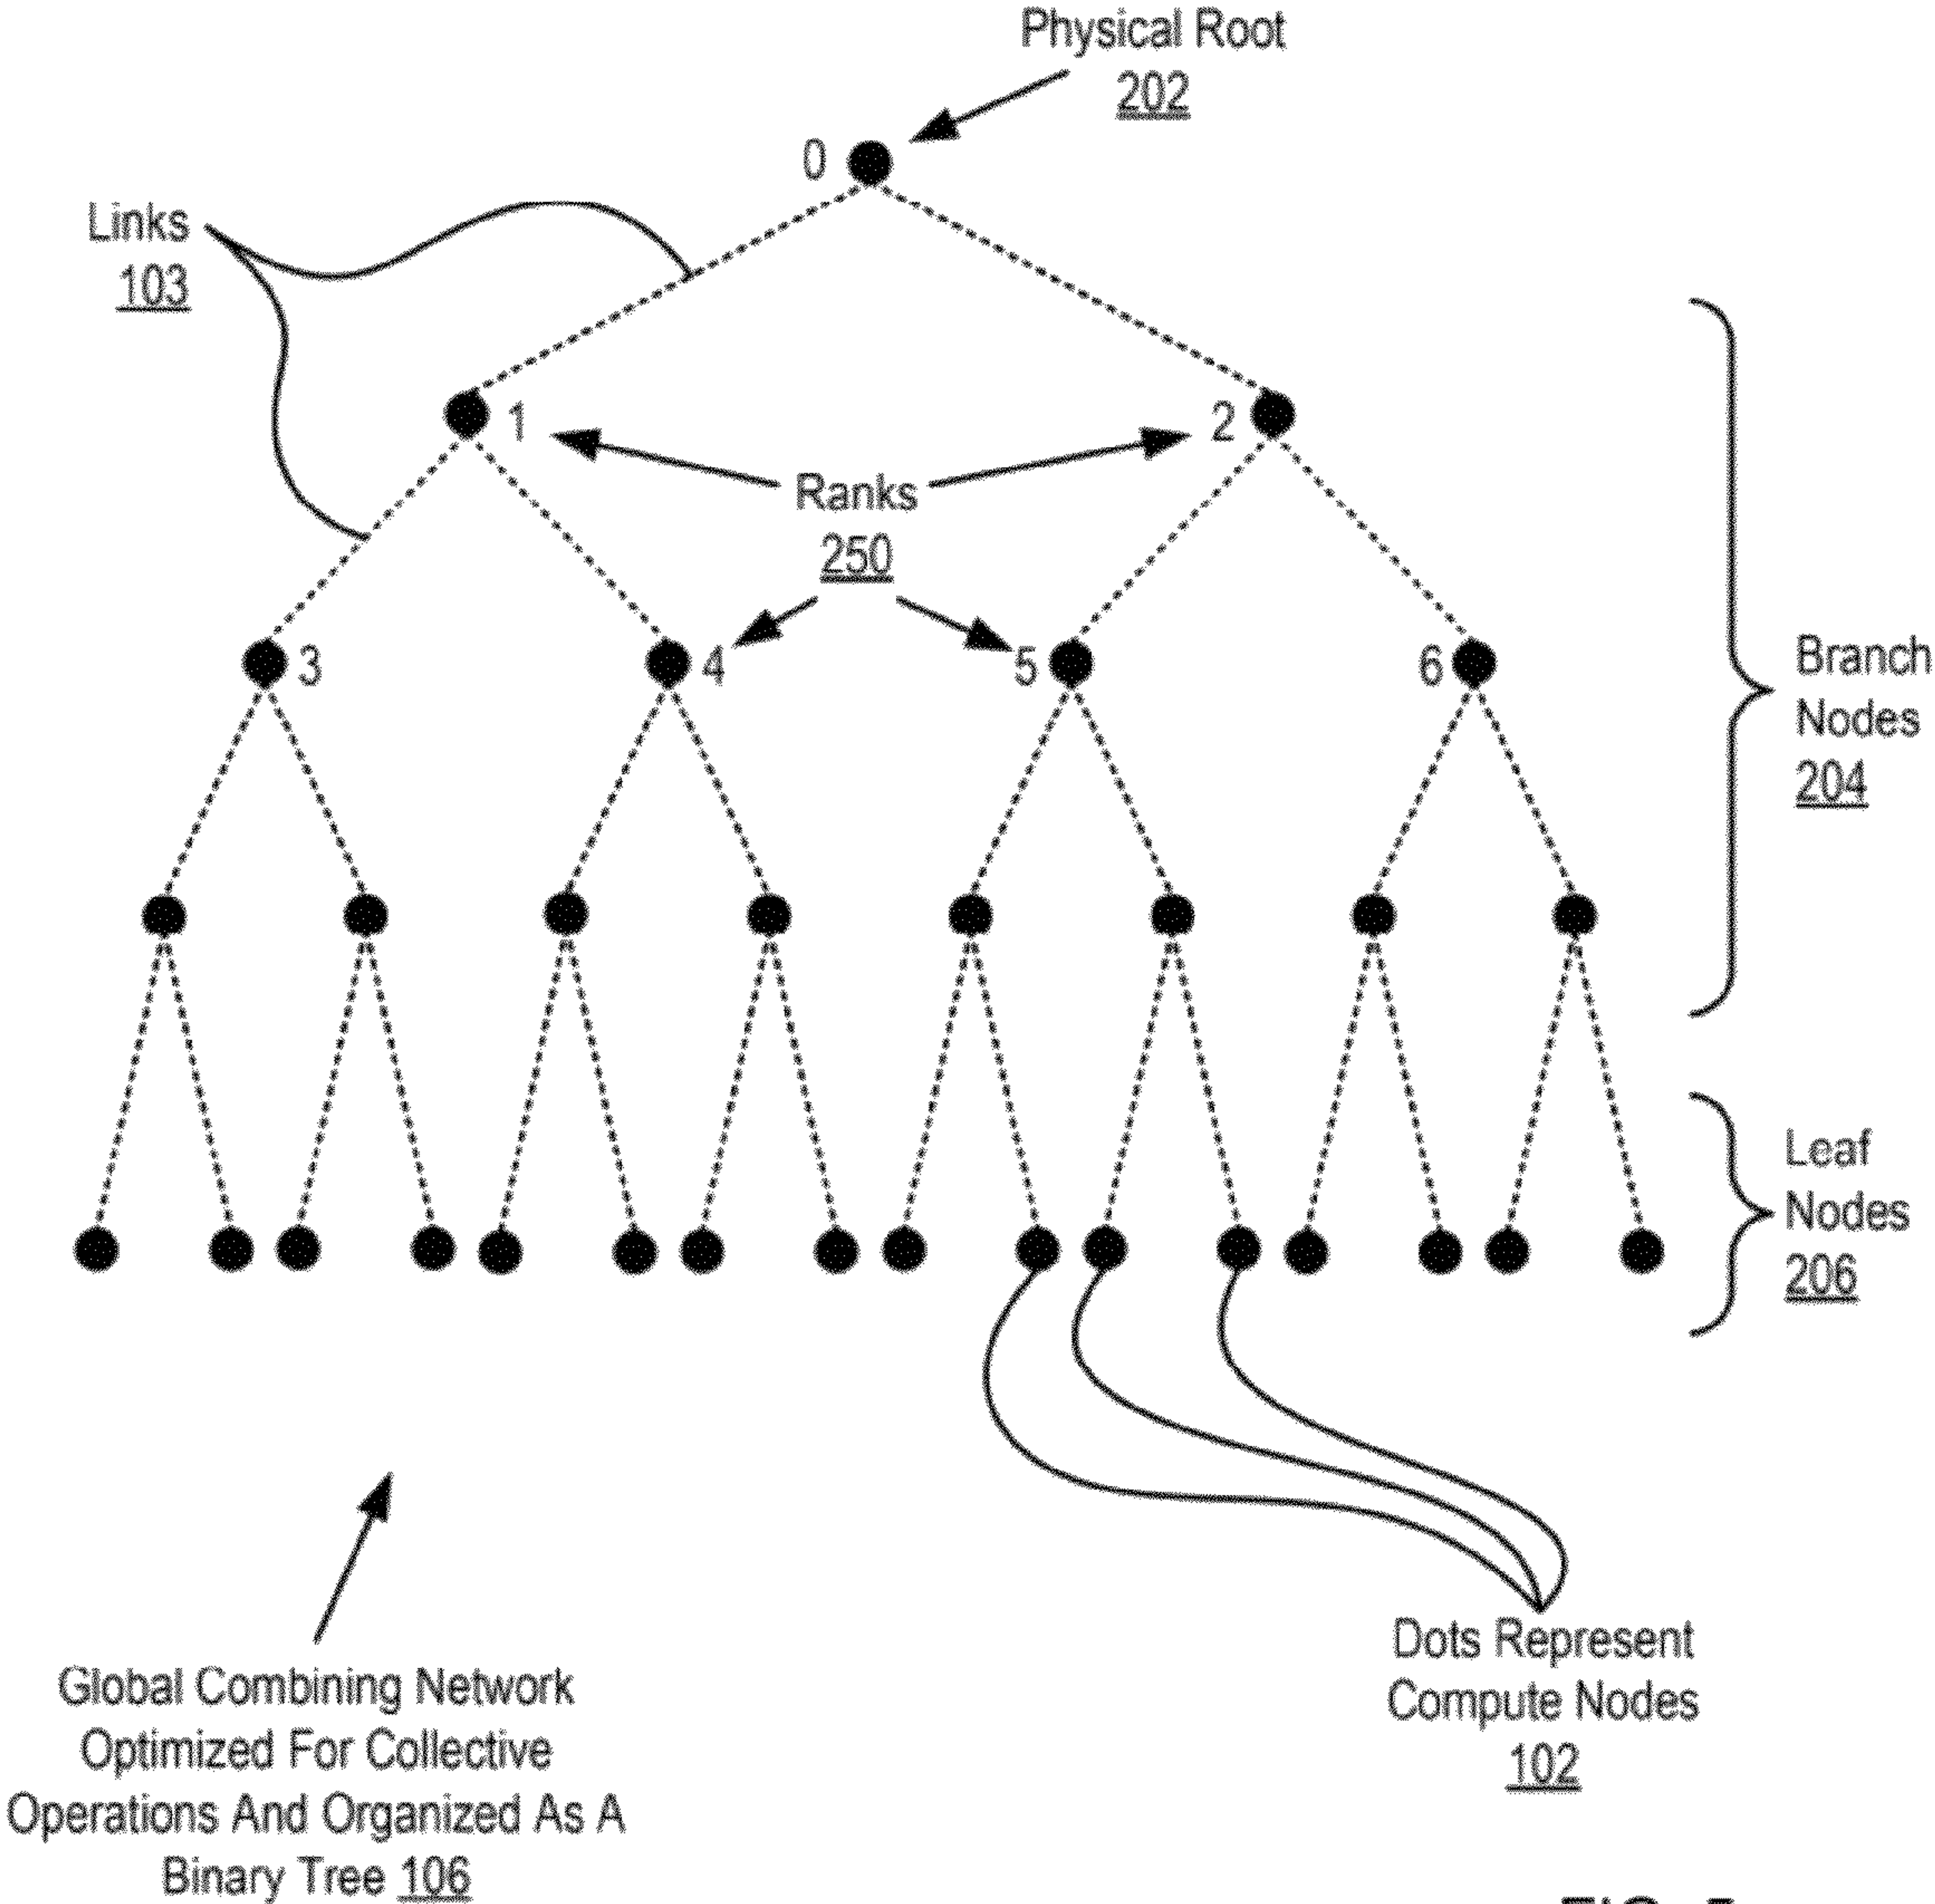 Physical Root
202
0
Links
103
1
2
Ranks
250
3
4
5
6
Branch
Nodes
204
Leaf
Nodes
206
Dots Represent
Compute Nodes
102
Global Combining Network
Optimized For Collective
Operations And Organized As A
Binary Tree 106